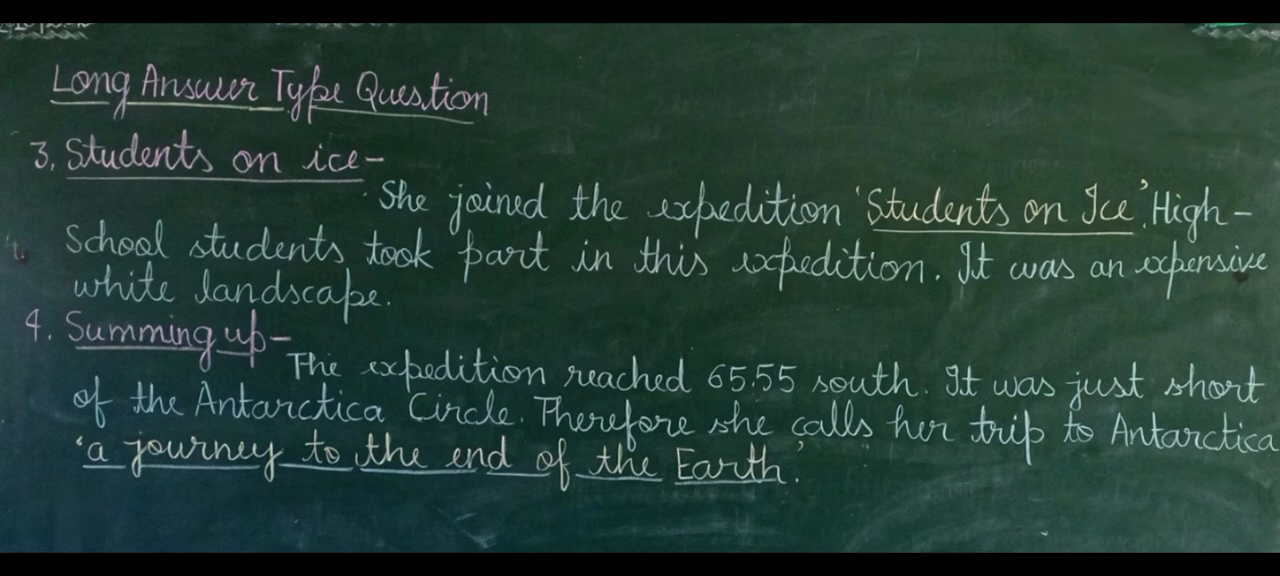 Long Answer Type Question
3. Students on ice-
She joined the expedition 'Students on Ice'. High-
School students took part in this expedition. It was an expensive
white landscape.
4. Summing up-
The expedition reached 65.55 south. It was just short
of the Antarctica Circle. Therefore she calls her trip to Antarctica
'a journey to the end of the Earth'.